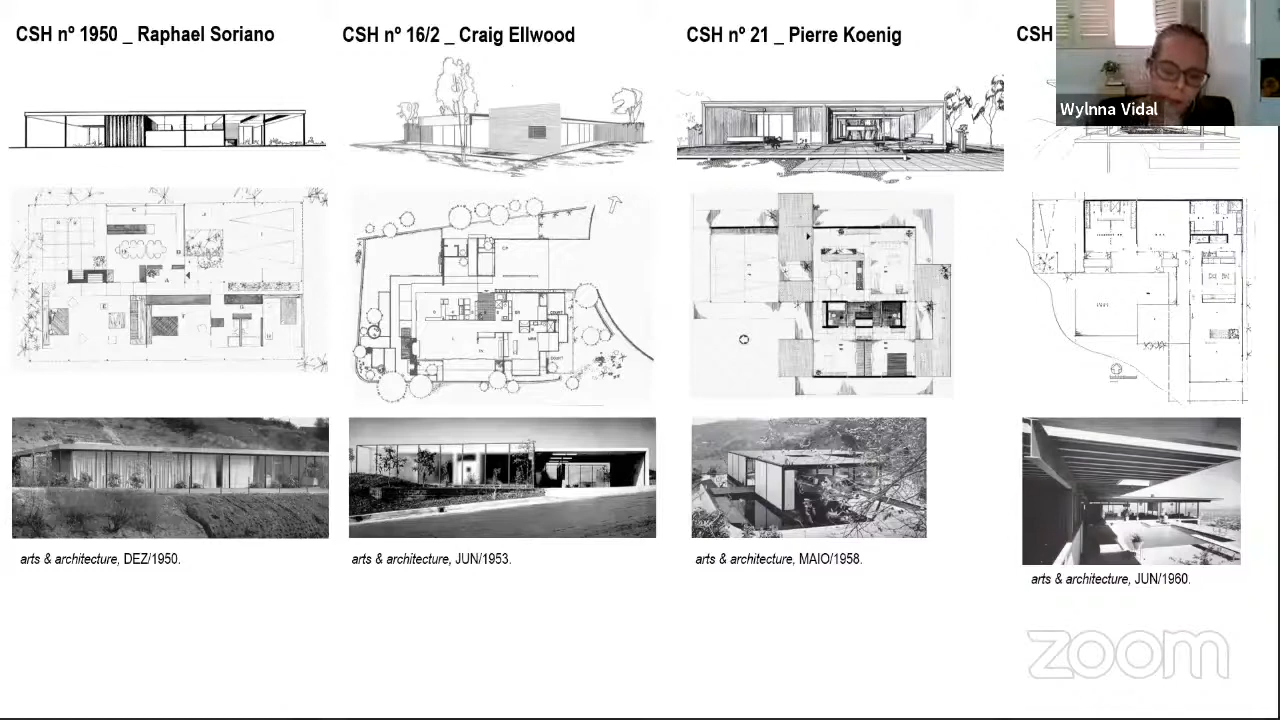 CSH nº 1950 _ Raphael Soriano
CSH nº 16/2 _ Craig Ellwood
CSH nº 21 _ Pierre Koenig
CSH
Wylnna Vidal
arts & architecture, DEZ/1950.
arts & architecture, JUN/1953.
arts & architecture, MAIO/1958.
arts & architecture, JUN/1960.
zoom